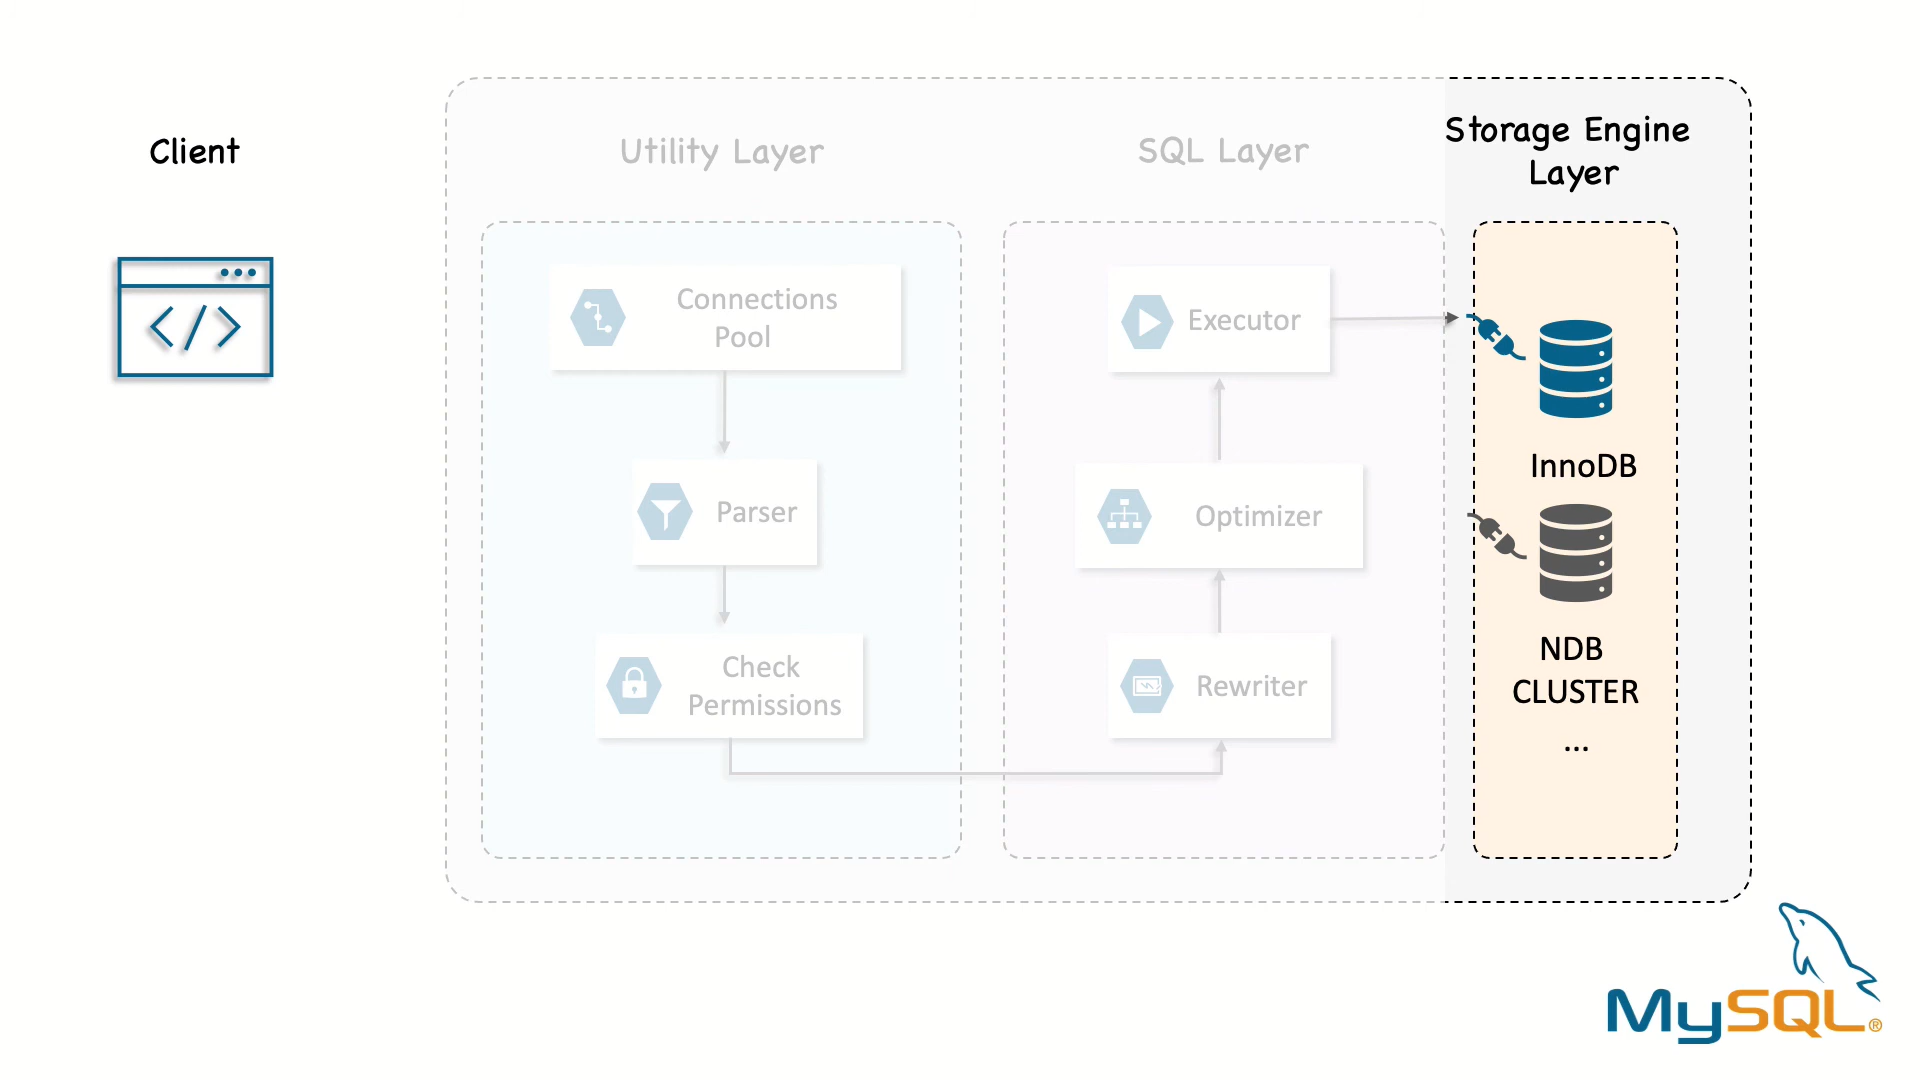 Client
Utility Layer
SQL Layer
Storage Engine
Layer
Connections
Pool
Parser
Check
Permissions
Executor
Optimizer
Rewriter
InnoDB
NDB
CLUSTER
...
MySQL®